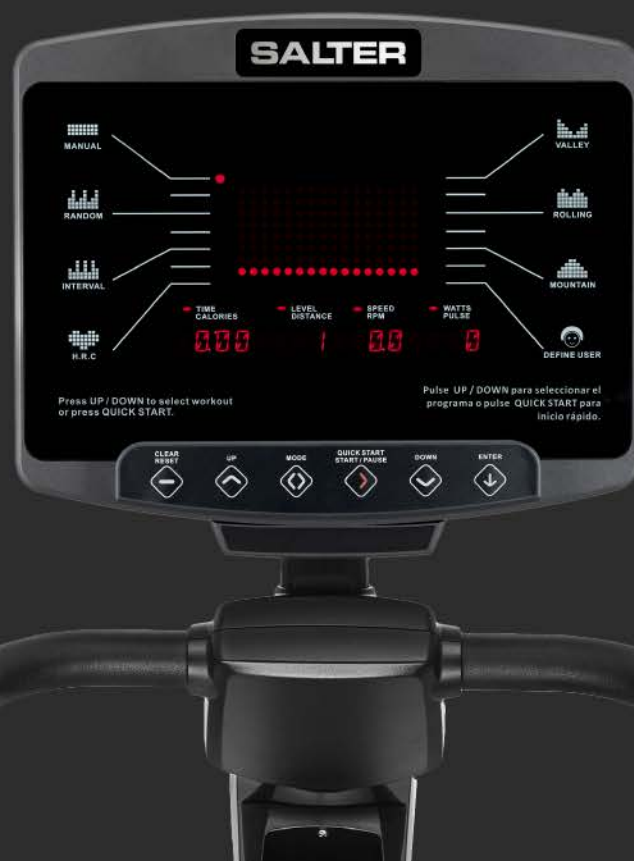 SALTER
MANUAL
RANDOM
INTERVAL
H.R.C
VALLEY
ROLLING
MOUNTAIN
DEFINE USER
TIME
CALORIES
LEVEL
DISTANCE
SPEED
RPM
WATTS
PULSE
0:00
1
0.0
0
Press UP / DOWN to select workout
or press QUICK START.
Pulse UP / DOWN para seleccionar el
programa o pulse QUICK START para
inicio rápido.
CLEAR
RESET
UP
MODE
QUICK START
START / PAUSE
DOWN
ENTER